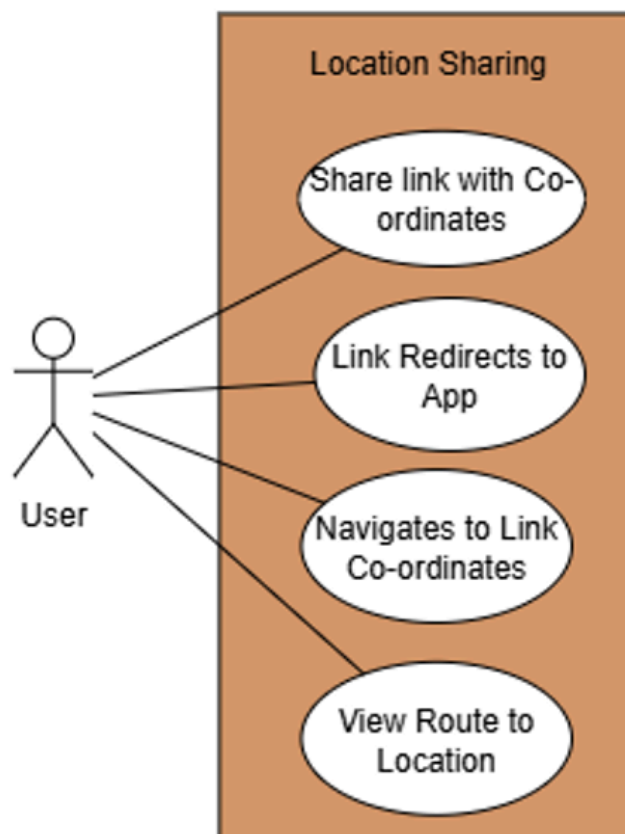 Location Sharing
Share link with Co-
ordinates
Link Redirects to
App
User
Navigates to Link
Co-ordinates
View Route to
Location